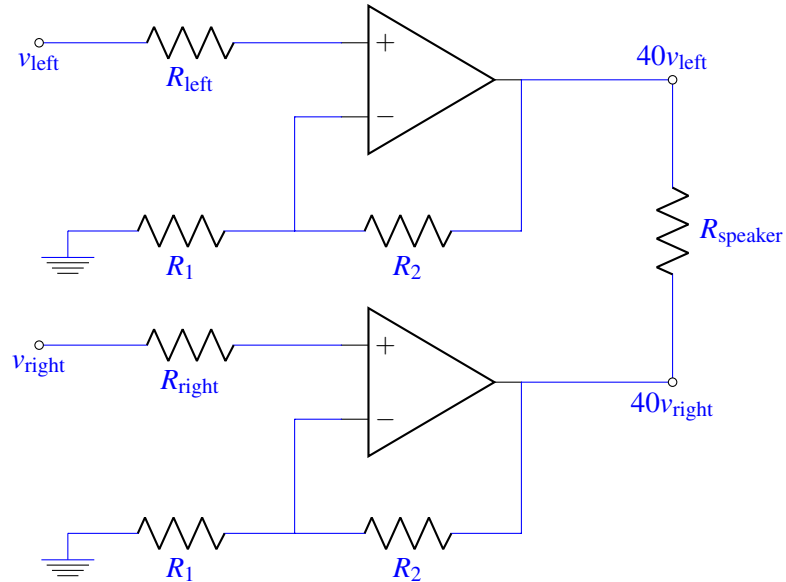 v_left
R_left
+
−
40v_left
R_1
R_2
R_speaker
v_right
R_right
+
−
40v_right
R_1
R_2